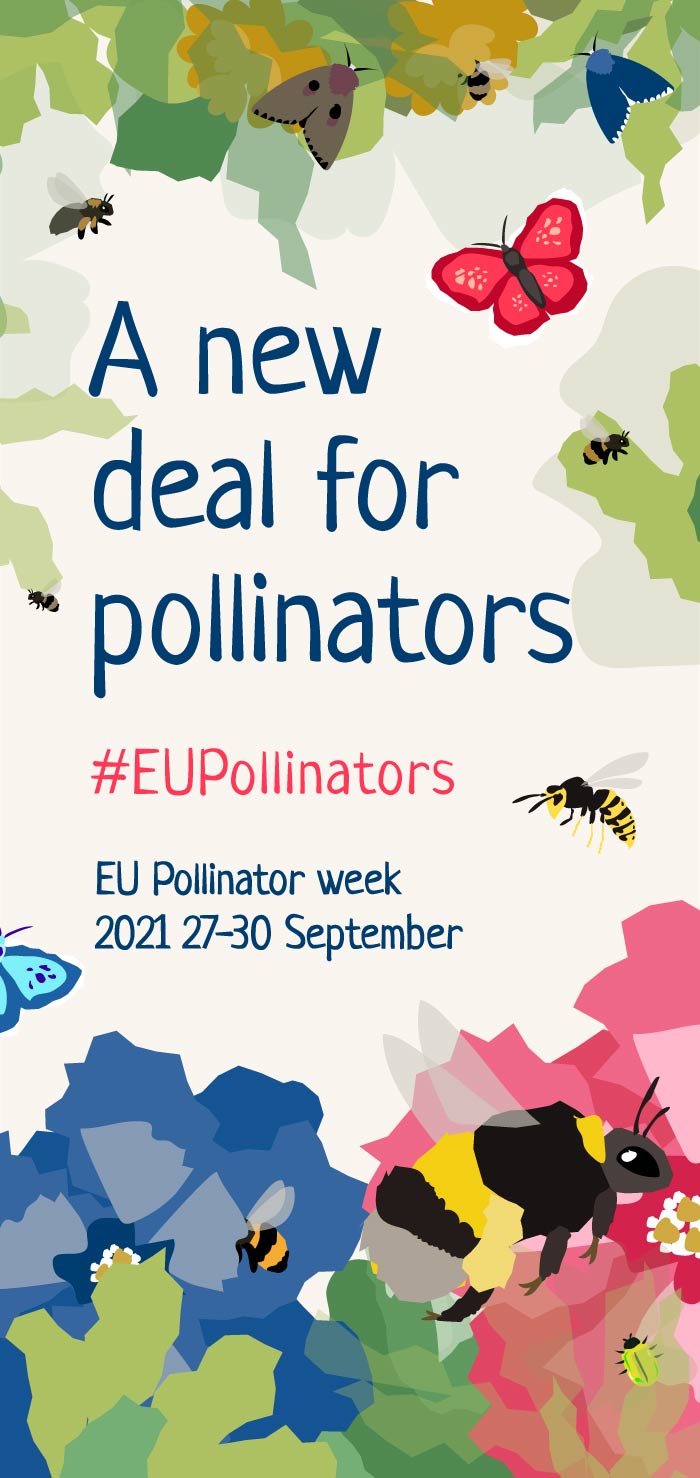 A new
deal for
pollinators
#EUPollinators
EU Pollinator week
2021 27-30 September